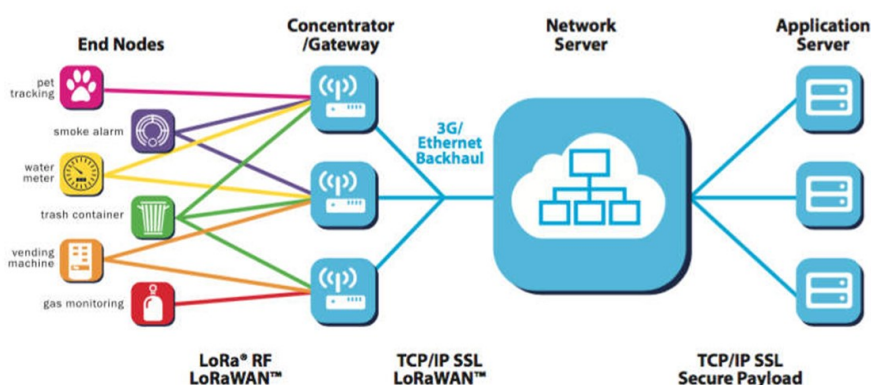 End Nodes
Concentrator
/Gateway
Network
Server
Application
Server
pet
tracking
smoke alarm
water
meter
trash container
vending
machine
gas monitoring
3G/
Ethernet
Backhaul
LoRa® RF
LoRaWAN™
TCP/IP SSL
LoRaWAN™
TCP/IP SSL
Secure Payload